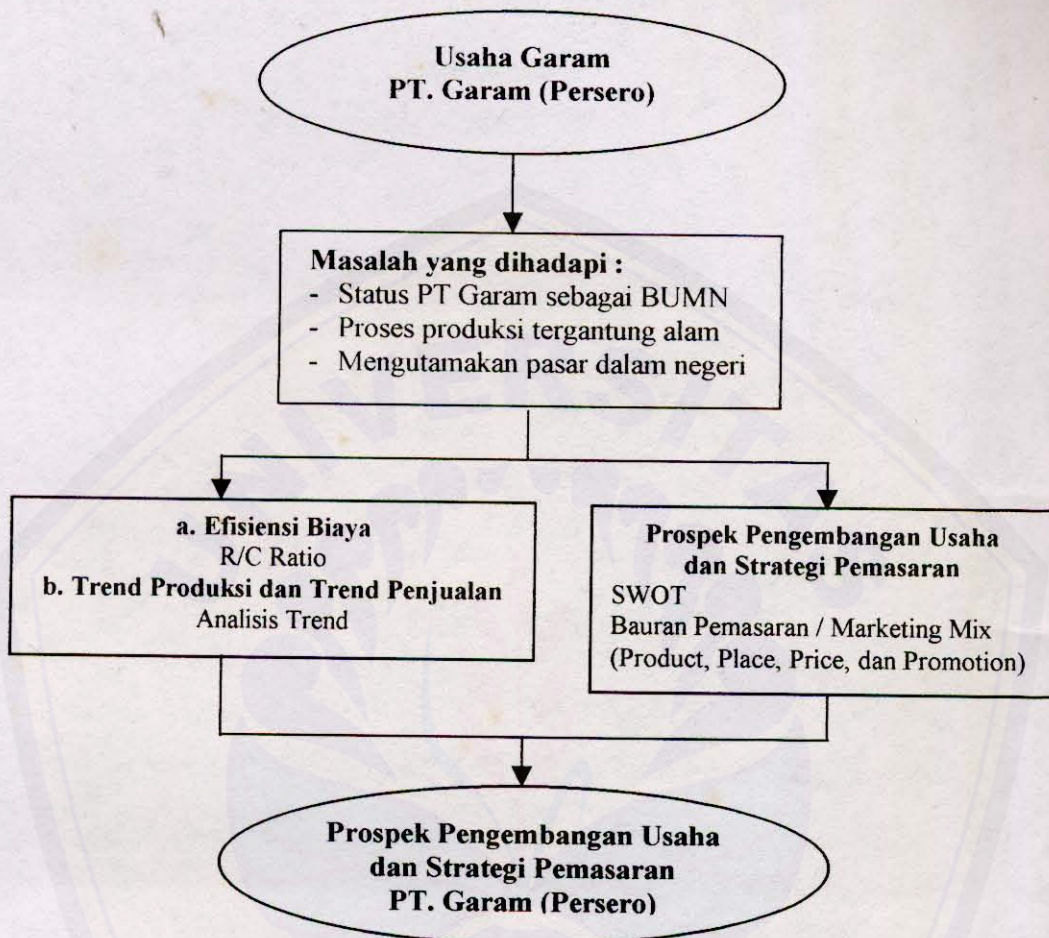 Usaha Garam
PT. Garam (Persero)
Masalah yang dihadapi :
- Status PT Garam sebagai BUMN
- Proses produksi tergantung alam
- Mengutamakan pasar dalam negeri
a. Efisiensi Biaya
R/C Ratio
b. Trend Produksi dan Trend Penjualan
Analisis Trend
Prospek Pengembangan Usaha
dan Strategi Pemasaran
SWOT
Bauran Pemasaran / Marketing Mix
(Product, Place, Price, dan Promotion)
Prospek Pengembangan Usaha
dan Strategi Pemasaran
PT. Garam (Persero)
UNIVERSITA